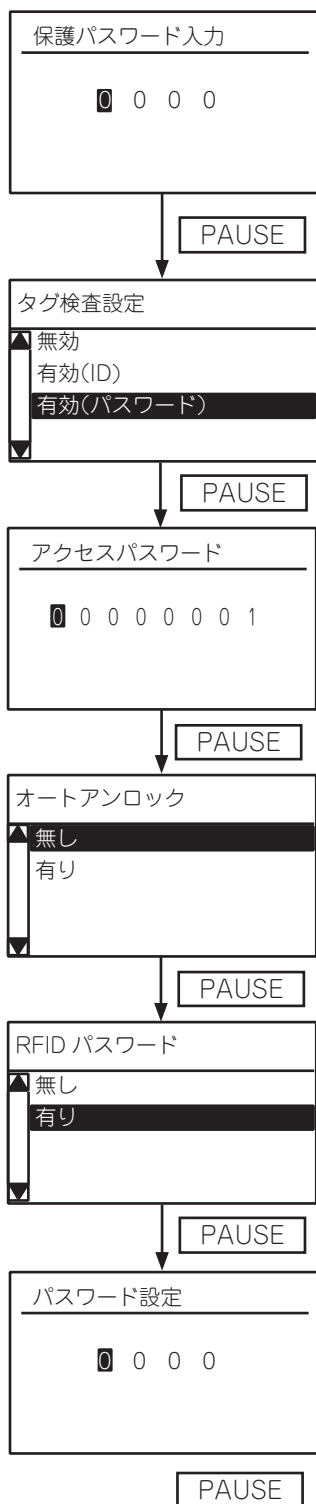 保護パスワード入力
0 0 0 0
PAUSE
タグ検査設定
無効
有効(ID)
有効(パスワード)
PAUSE
アクセスパスワード
0 0 0 0 0 0 0 1
PAUSE
オートアンロック
無し
有り
PAUSE
RFID パスワード
無し
有り
PAUSE
パスワード設定
0 0 0 0
PAUSE